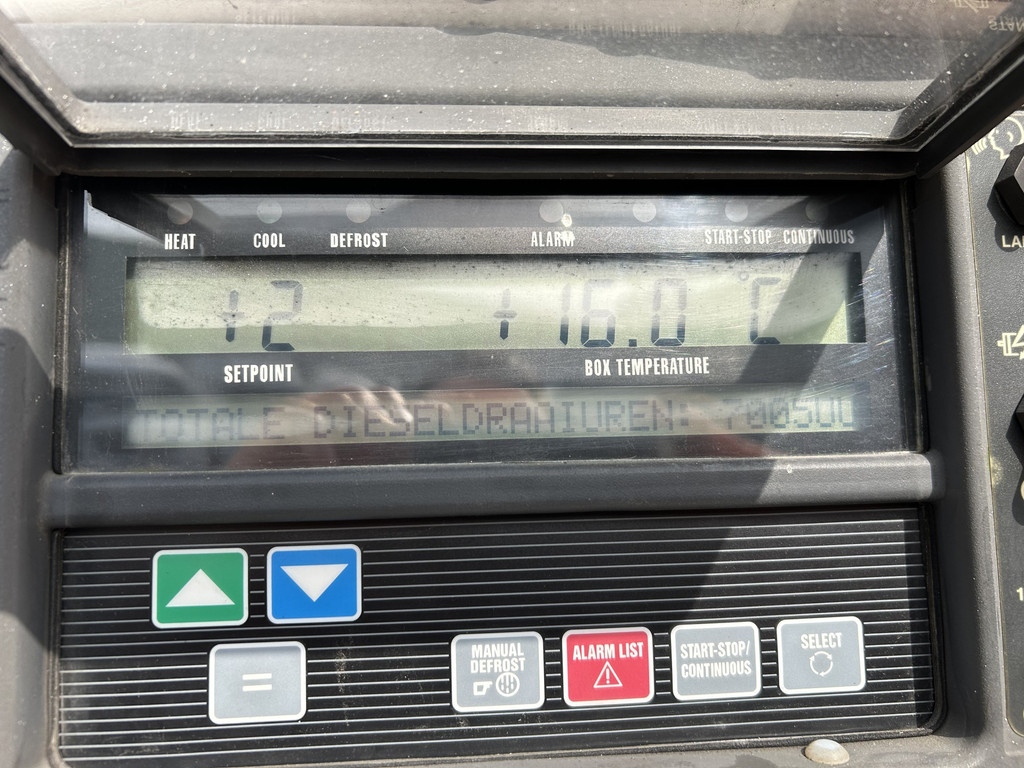 HEAT COOL DEFROST ALARM START-STOP CONTINUOUS
+2 +16.0 °C
SETPOINT BOX TEMPERATURE
TOTALE DIESELDRAAIUREN: 7005UU
MANUAL DEFROST
ALARM LIST
START-STOP/
CONTINUOUS
SELECT
=